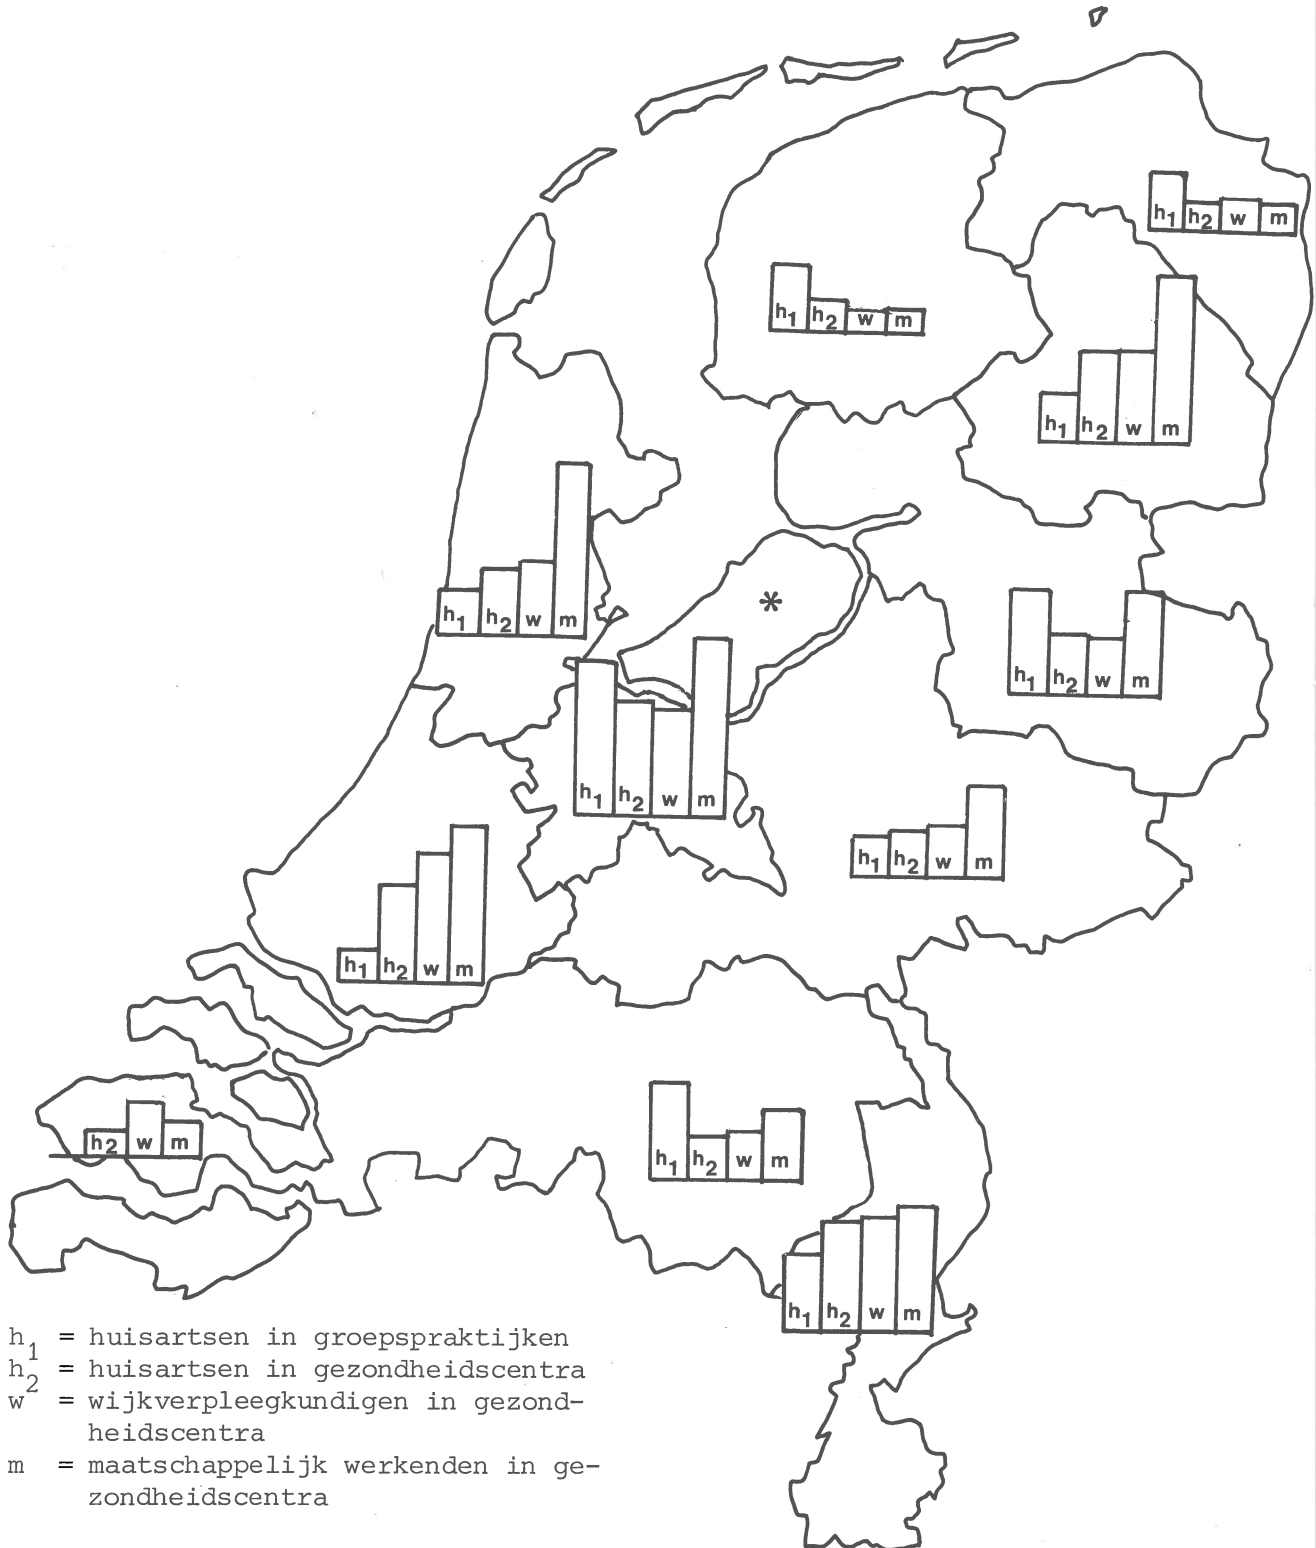 h1 h2 w m
h1 h2 w m
h1 h2 w m
h1 h2 w m
*
h1 h2 w m
h1 h2 w m
h1 h2 w m
h1 h2 w m
h2 w m
h1 h2 w m
h1 h2 w m
h1 = huisartsen in groepspraktijken
h2 = huisartsen in gezondheidscentra
w = wijkverpleegkundigen in gezond-
heidscentra
m = maatschappelijk werkenden in ge-
zondheidscentra